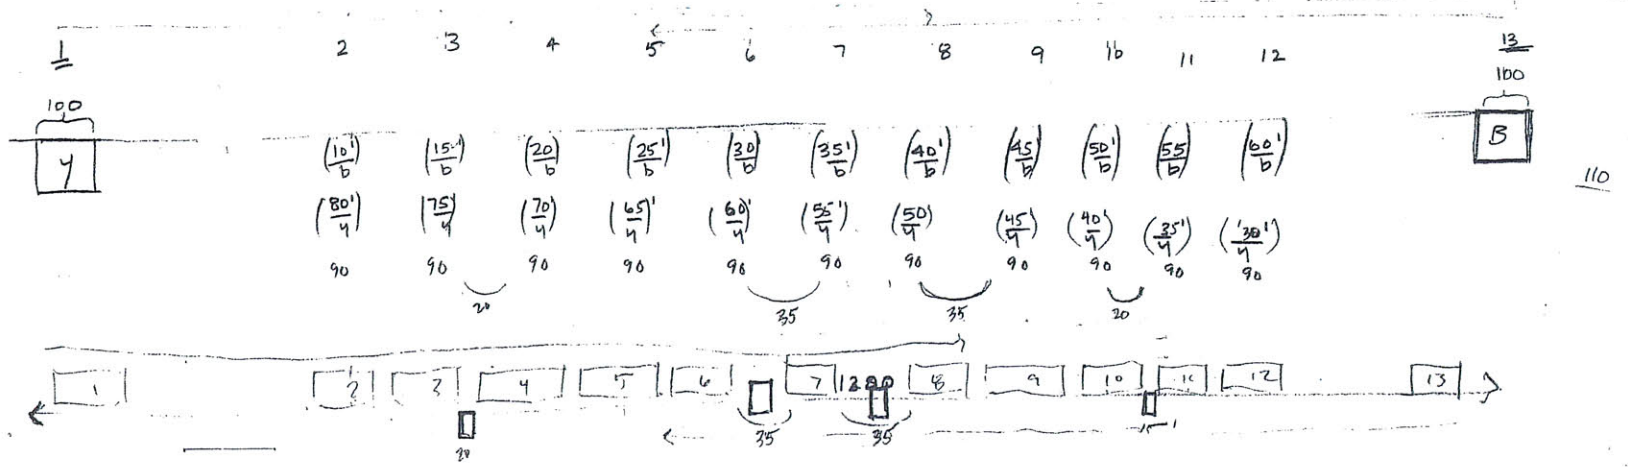 1 2 3 4 5 6 7 8 9 10 11 12 13
100 100
y B
(10'/b) (15'/b) (20/b) (25'/b) (30/b) (35'/b) (40'/b) (45/b) (50'/b) (55/b) (60'/b)
110
(80'/y) (75'/y) (70/y) (65'/y) (60'/y) (55'/y) (50/y) (45/y) (40'/y) (35'/y) (30'/y)
90 90 90 90 90 90 90 90 90 90 90
20 35 35 20
1 2 3 4 5 6 7 8 9 10 11 12 13
20 35 35